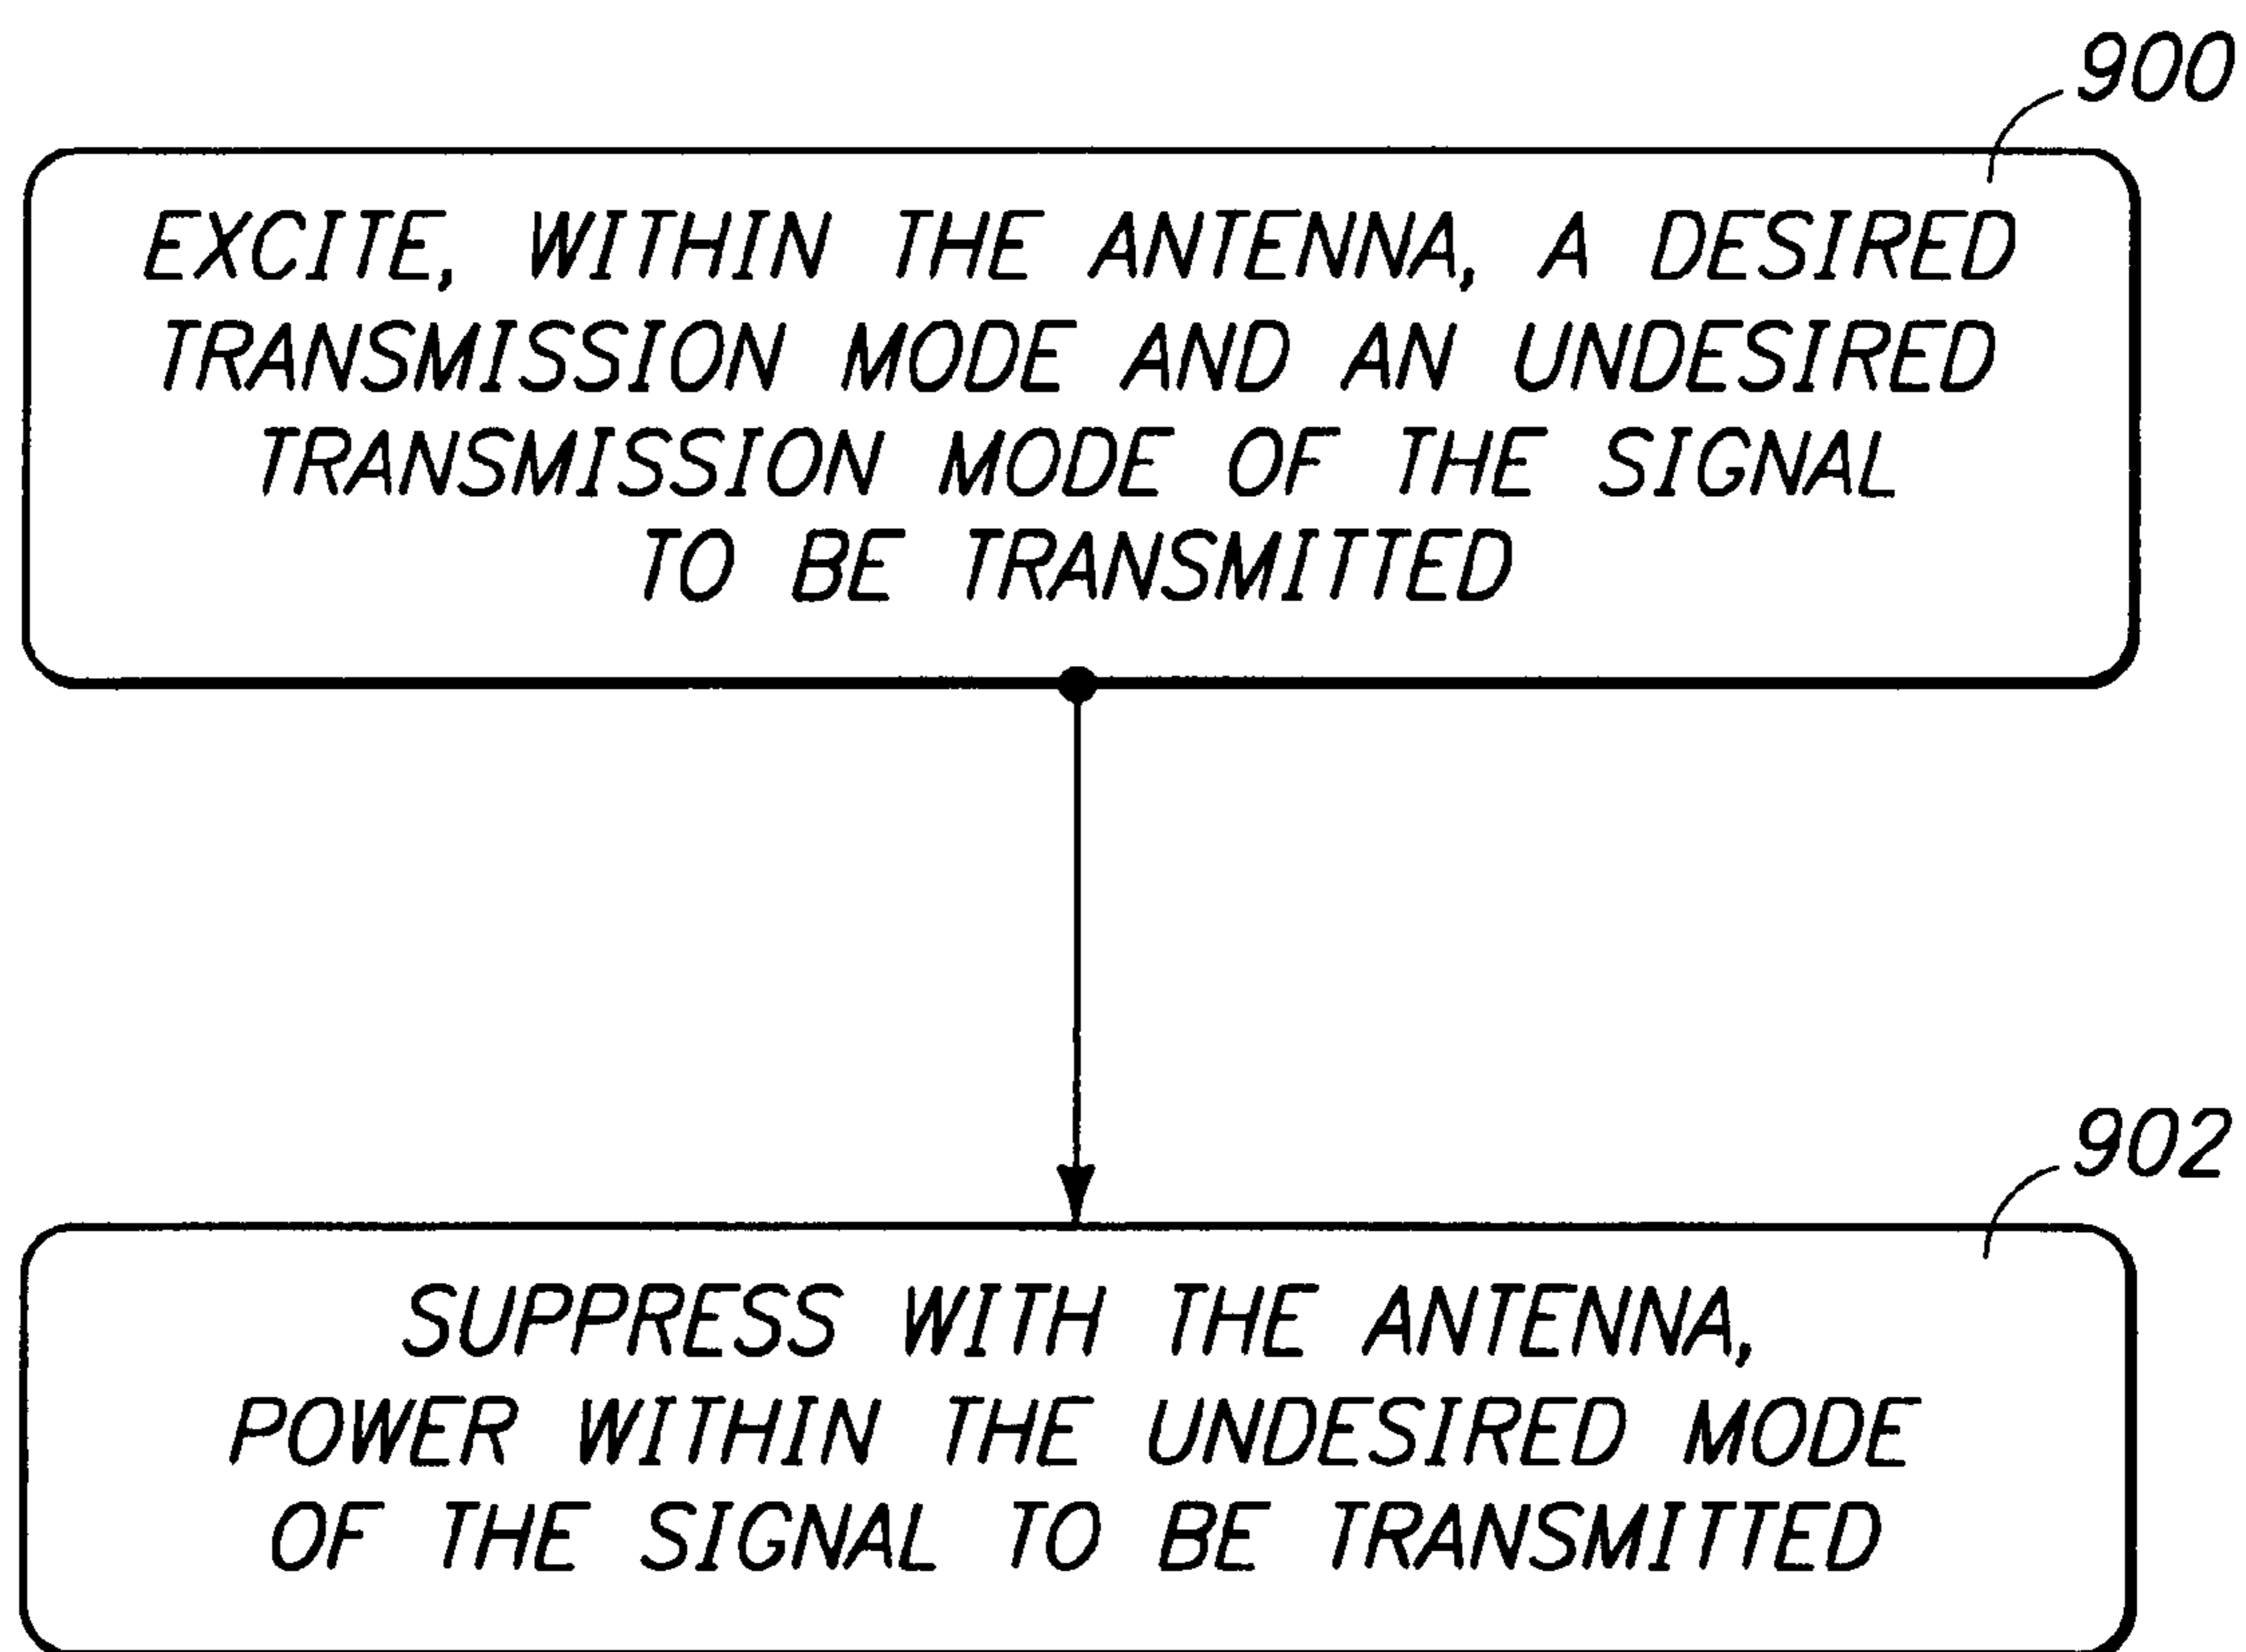 900
EXCITE, WITHIN THE ANTENNA, A DESIRED
TRANSMISSION MODE AND AN UNDESIRED
TRANSMISSION MODE OF THE SIGNAL
TO BE TRANSMITTED
902
SUPPRESS WITH THE ANTENNA,
POWER WITHIN THE UNDESIRED MODE
OF THE SIGNAL TO BE TRANSMITTED